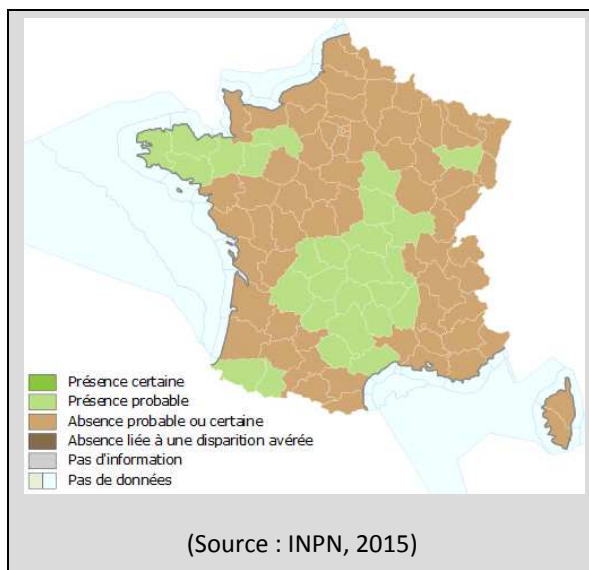 Présence certaine
Présence probable
Absence probable ou certaine
Absence liée à une disparition avérée
Pas d'information
Pas de données
(Source : INPN, 2015)